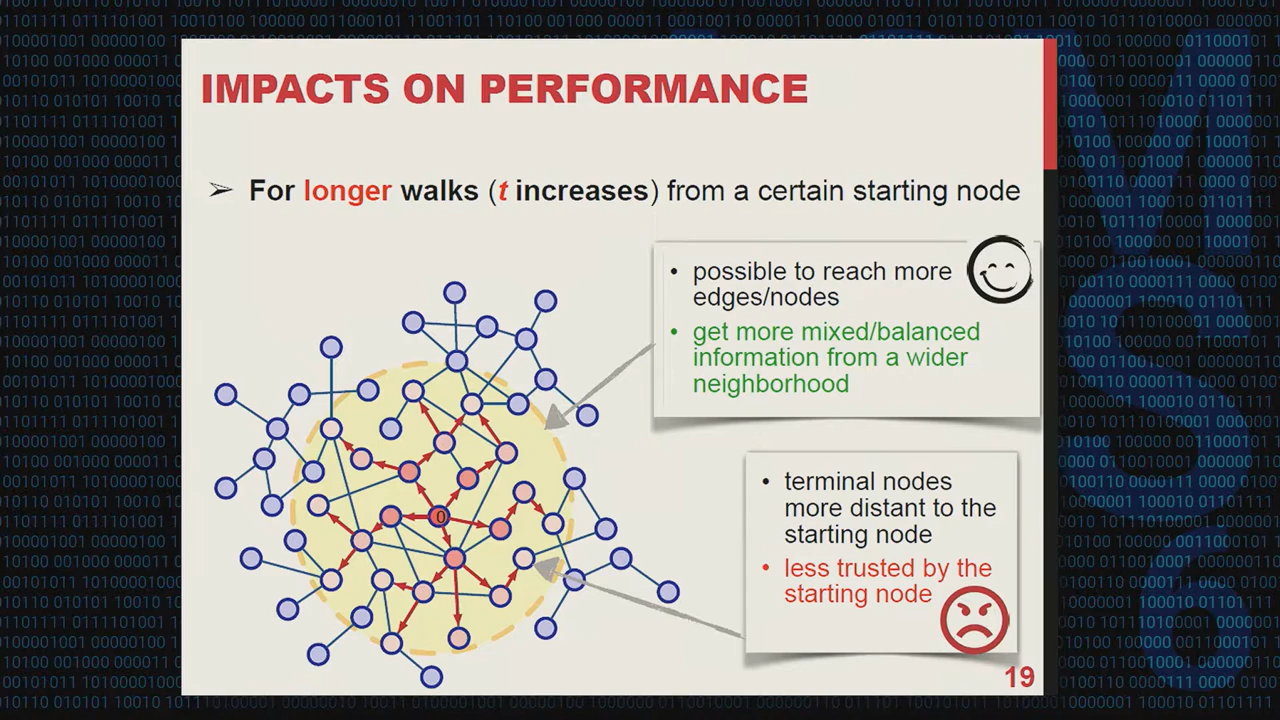 IMPACTS ON PERFORMANCE
➢ For longer walks (t increases) from a certain starting node
• possible to reach more
edges/nodes
• get more mixed/balanced
information from a wider
neighborhood
0
• terminal nodes
more distant to the
starting node
• less trusted by the
starting node
19